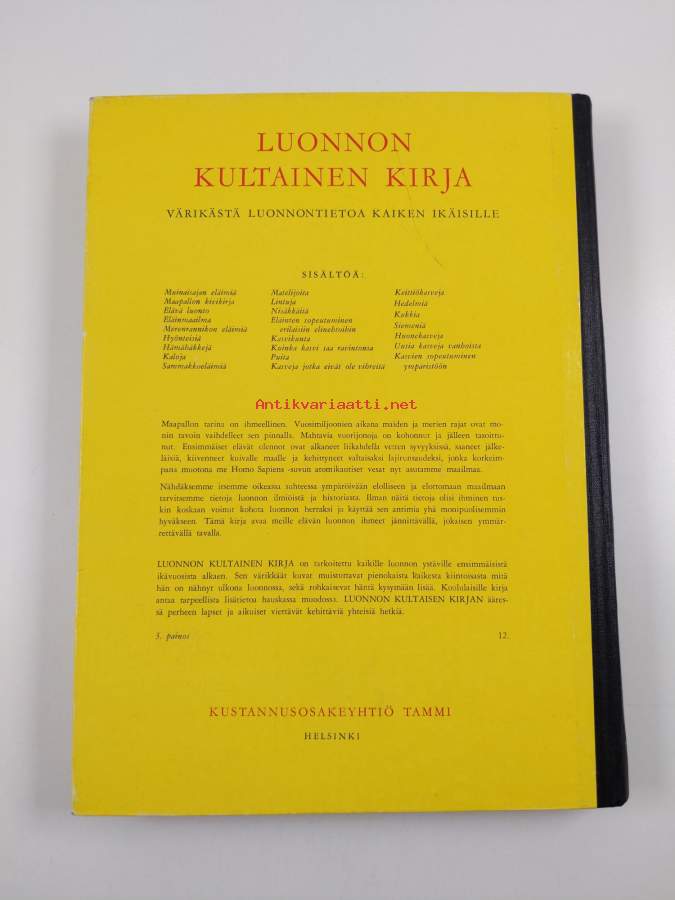 LUONNON
KULTAINEN KIRJA
VÄRIKÄSTÄ LUONNONTIETOA KAIKEN IKÄISILLE
SISÄLTÖÄ:
Muinaisajan eläimiä
Maapallon kivikirja
Elävä luonto
Eläinmaailma
Merenrannikon eläimiä
Hyönteisiä
Hämähäkkejä
Kaloja
Sammakkoeläimiä
Matelijoita
Lintuja
Nisäkkäitä
Eläinten sopeutuminen
erilaisiin elinehtoihin
Kasvikunta
Kuinka kasvi saa ravintonsa
Puita
Kasveja jotka eivät ole vihreitä
Keittiökasveja
Hedelmiä
Kukkia
Sieneniä
Huonekasveja
Uusia kasveja vanhoista
Kasvien sopeutuminen
ympäristöön
Antikvariaatti.net
Maapallon tarina on ihmeellinen. Vuosimiljoonien aikana maiden ja merien rajat ovat mo-
nin tavoin vaihdelleet sen pinnalla. Mahtavia vuorijonoja on kohonnut ja jälleen tasoittu-
nut. Ensimmäiset elävät olennot ovat alkaneet liikahdella vetten syvyyksissä, saaneet jälke-
läisiä, kiivenneet kuivalle maalle ja kehittyneet valtaisaksi lajirunsaudeksi, jonka korkeim-
pana muotona me Homo Sapiens -suvun atomikautiset vesat nyt asutamme maailmaa.
Nähdäksemme itsemme oikeassa suhteessa ympäröivään elolliseen ja elottomaan maailmaan
tarvitsemme tietoja luonnon ilmiöistä ja historiasta. Ilman näitä tietoja olisi ihminen tus-
kin koskaan voinut kohota luonnon herraksi ja käyttää sen antimia yhä monipuolisemmin
hyväkseen. Tämä kirja avaa meille elävän luonnon ihmeet jännittävällä, jokaisen ymmär-
rettävällä tavalla.
LUONNON KULTAINEN KIRJA on tarkoitettu kaikille luonnon ystäville ensimmäisistä
ikävuosista alkaen. Sen värikkäät kuvat muistuttavat pienokaista kaikesta kiintoisasta mitä
hän on nähnyt ulkona luonnossa, sekä rohkaisevat häntä kysymään lisää. Koululaisille kirja
antaa tarpeellista lisätietoa hauskassa muodossa. LUONNON KULTAISEN KIRJAN ääres-
sä perheen lapset ja aikuiset viettävät kehittäviä yhteisiä hetkiä.
3. painos
12.
KUSTANNUSOSAKEYHTIÖ TAMMI
HELSINKI